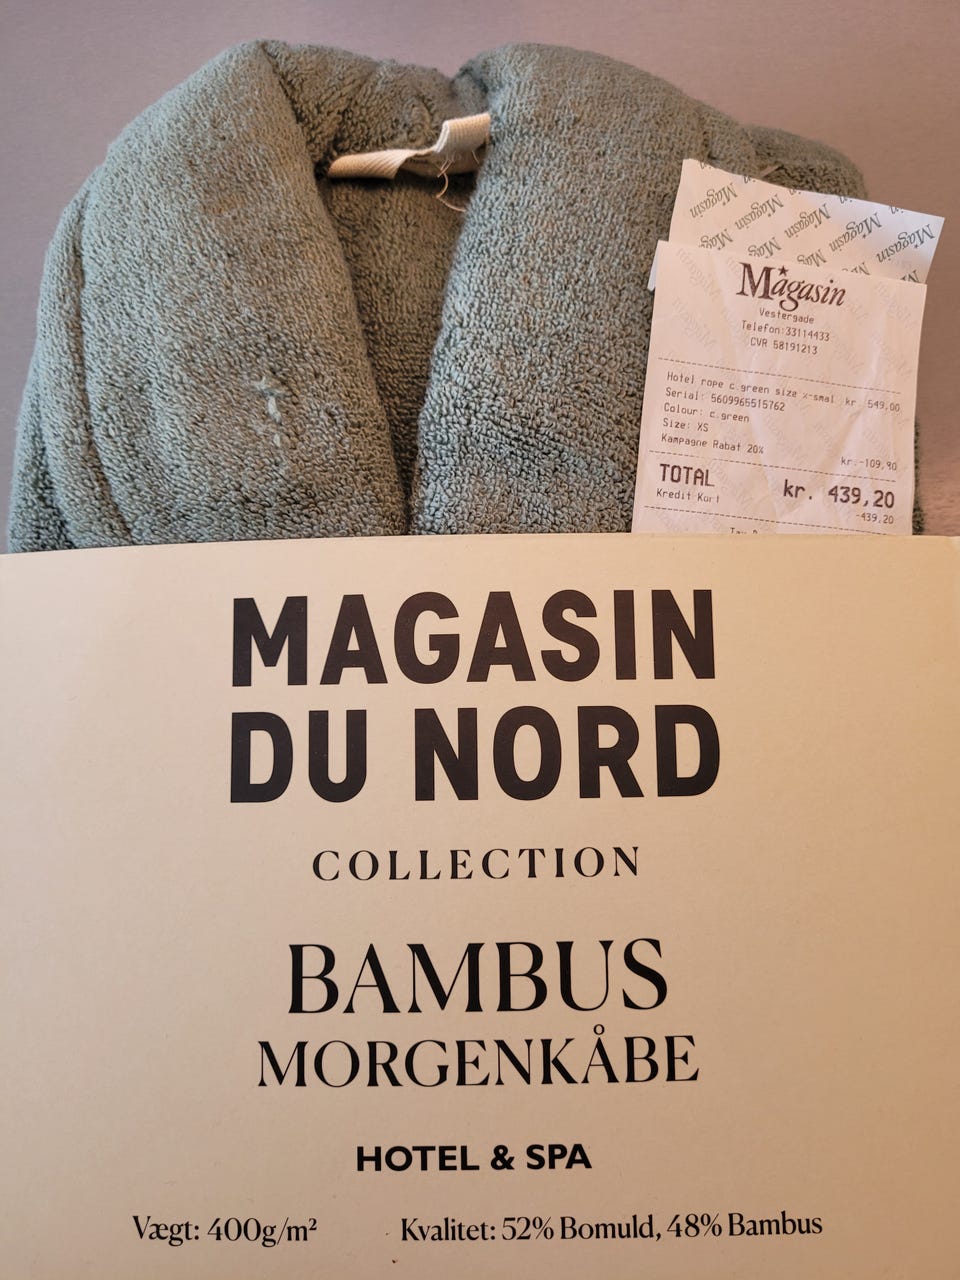 Magasin
Vestergade
Telefon:33114433
CVR 58191213
Hotel rope c.green size x-smal kr. 549,00
Serial: 5609965515762
Colour: c.green
Size: XS
Kampagne Rabat 20%
kr.-109,80
TOTAL kr. 439,20
Kredit Kort -439,20
MAGASIN
DU NORD
COLLECTION
BAMBUS
MORGENKÅBE
HOTEL & SPA
Vægt: 400g/m² Kvalitet: 52% Bomuld, 48% Bambus